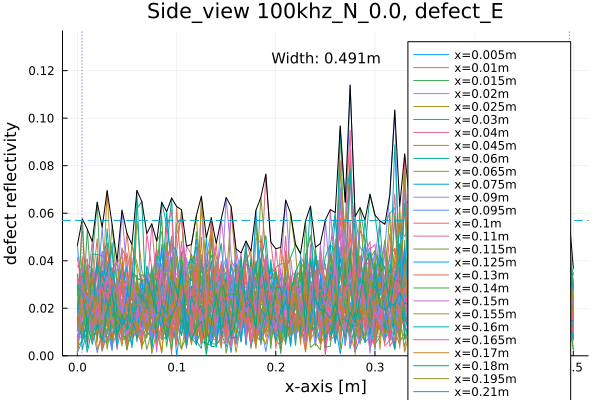 Side_view 100khz_N_0.0, defect_E
Width: 0.491m
defect reflectivity
0.12
0.10
0.08
0.06
0.04
0.02
0.00
0.0
0.1
0.2
0.3
.5
x-axis [m]
x=0.005m
x=0.01m
x=0.015m
x=0.02m
x=0.025m
x=0.03m
x=0.04m
x=0.045m
x=0.06m
x=0.065m
x=0.075m
x=0.09m
x=0.095m
x=0.1m
x=0.11m
x=0.115m
x=0.125m
x=0.13m
x=0.14m
x=0.15m
x=0.155m
x=0.16m
x=0.165m
x=0.17m
x=0.18m
x=0.195m
x=0.21m